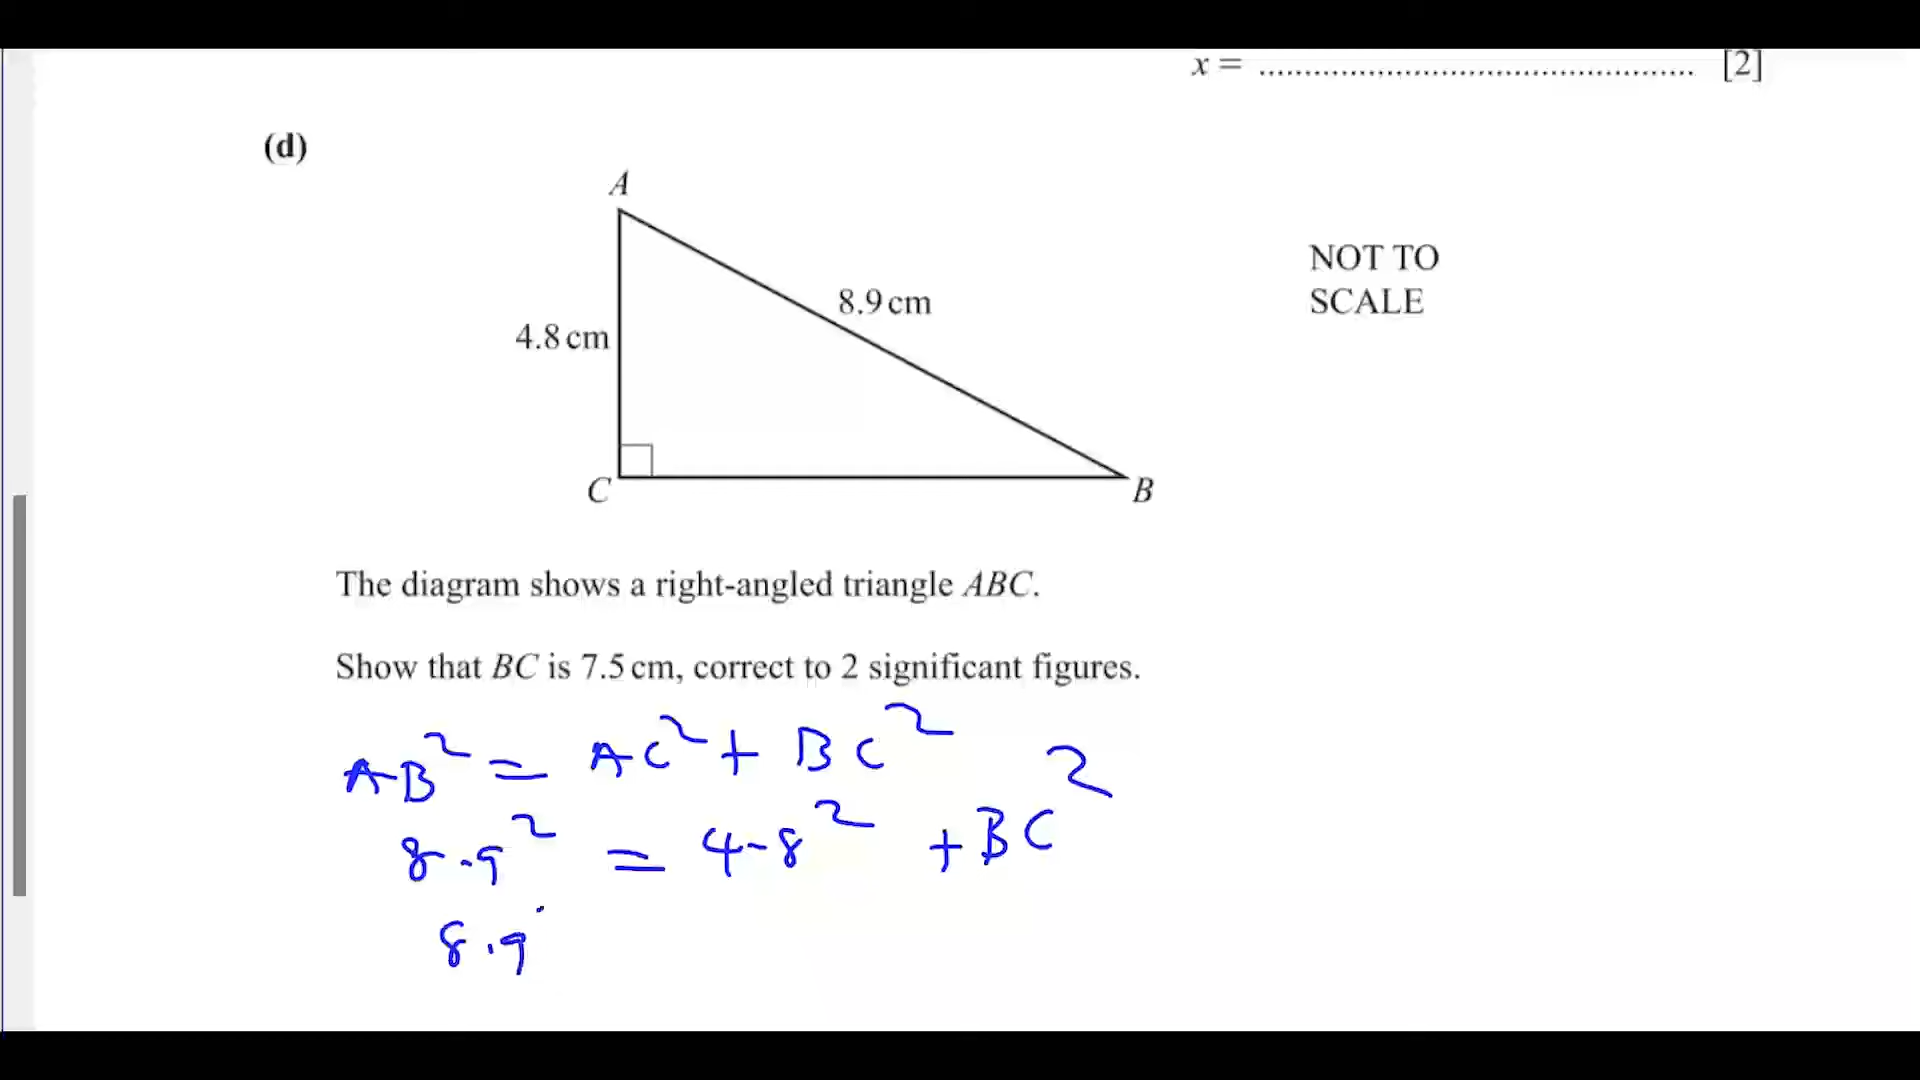 x = ................................................ [2]
(d)
A
NOT TO
SCALE
8.9 cm
4.8 cm
C
B
The diagram shows a right-angled triangle ABC.
Show that BC is 7.5 cm, correct to 2 significant figures.
AB² = AC² + BC²
8.9² = 4.8² + BC²
8.9